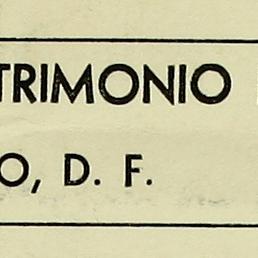 TRIMONIO
O, D. F.